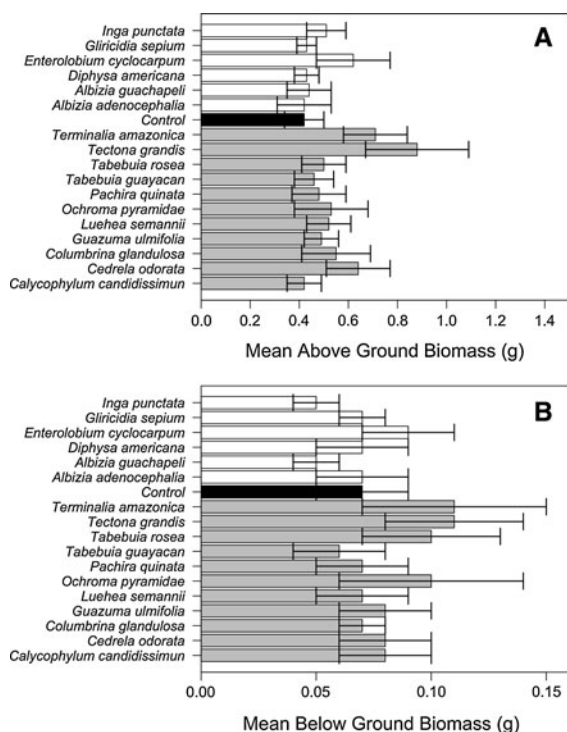 A
Inga punctata
Gliricidia sepium
Enterolobium cyclocarpum
Diphysa americana
Albizia guachapeli
Albizia adenocephalia
Control
Terminalia amazonica
Tectona grandis
Tabebuia rosea
Tabebuia guayacan
Pachira quinata
Ochroma pyramidae
Luehea semannii
Guazuma ulmifolia
Columbrina glandulosa
Cedrela odorata
Calycophylum candidissimun
0.0 0.2 0.4 0.6 0.8 1.0 1.2 1.4
Mean Above Ground Biomass (g)
B
Inga punctata
Gliricidia sepium
Enterolobium cyclocarpum
Diphysa americana
Albizia guachapeli
Albizia adenocephalia
Control
Terminalia amazonica
Tectona grandis
Tabebuia rosea
Tabebuia guayacan
Pachira quinata
Ochroma pyramidae
Luehea semannii
Guazuma ulmifolia
Columbrina glandulosa
Cedrela odorata
Calycophylum candidissimun
0.00 0.05 0.10 0.15
Mean Below Ground Biomass (g)